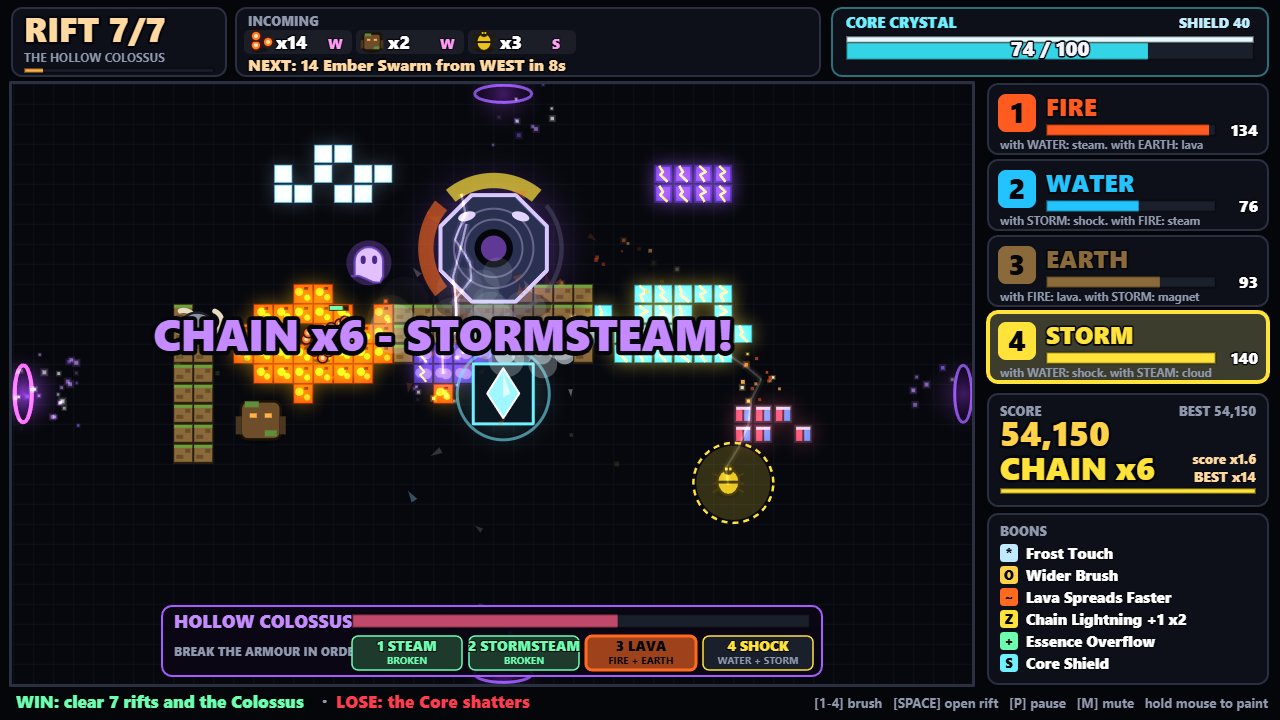 RIFT 7/7
THE HOLLOW COLOSSUS
INCOMING
x14 W x2 W x3 S
NEXT: 14 Ember Swarm from WEST in 8s
CORE CRYSTAL SHIELD 40
74 / 100
1 FIRE 134
with WATER: steam. with EARTH: lava
2 WATER 76
with STORM: shock. with FIRE: steam
3 EARTH 93
with FIRE: lava. with STORM: magnet
4 STORM 140
with WATER: shock. with STEAM: cloud
CHAIN x6 - STORMSTEAM!
SCORE BEST 54,150
54,150
CHAIN x6 score x1.6
BEST x14
BOONS
* Frost Touch
O Wider Brush
~ Lava Spreads Faster
Z Chain Lightning +1 x2
+ Essence Overflow
S Core Shield
HOLLOW COLOSSUS
BREAK THE ARMOUR IN ORDE
1 STEAM
BROKEN
2 STORMSTEAM
BROKEN
3 LAVA
FIRE + EARTH
4 SHOCK
WATER + STORM
WIN: clear 7 rifts and the Colossus · LOSE: the Core shatters
[1-4] brush [SPACE] open rift [P] pause [M] mute hold mouse to paint